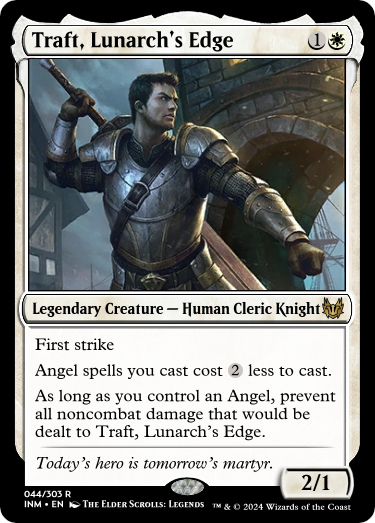 Traft, Lunarch's Edge 1
Legendary Creature — Human Cleric Knight
First strike
Angel spells you cast cost 2 less to cast.
As long as you control an Angel, prevent
all noncombat damage that would be
dealt to Traft, Lunarch's Edge.
Today's hero is tomorrow's martyr.
2/1
044/303 R
INM • EN The Elder Scrolls: Legends ™ & © 2024 Wizards of the Coast